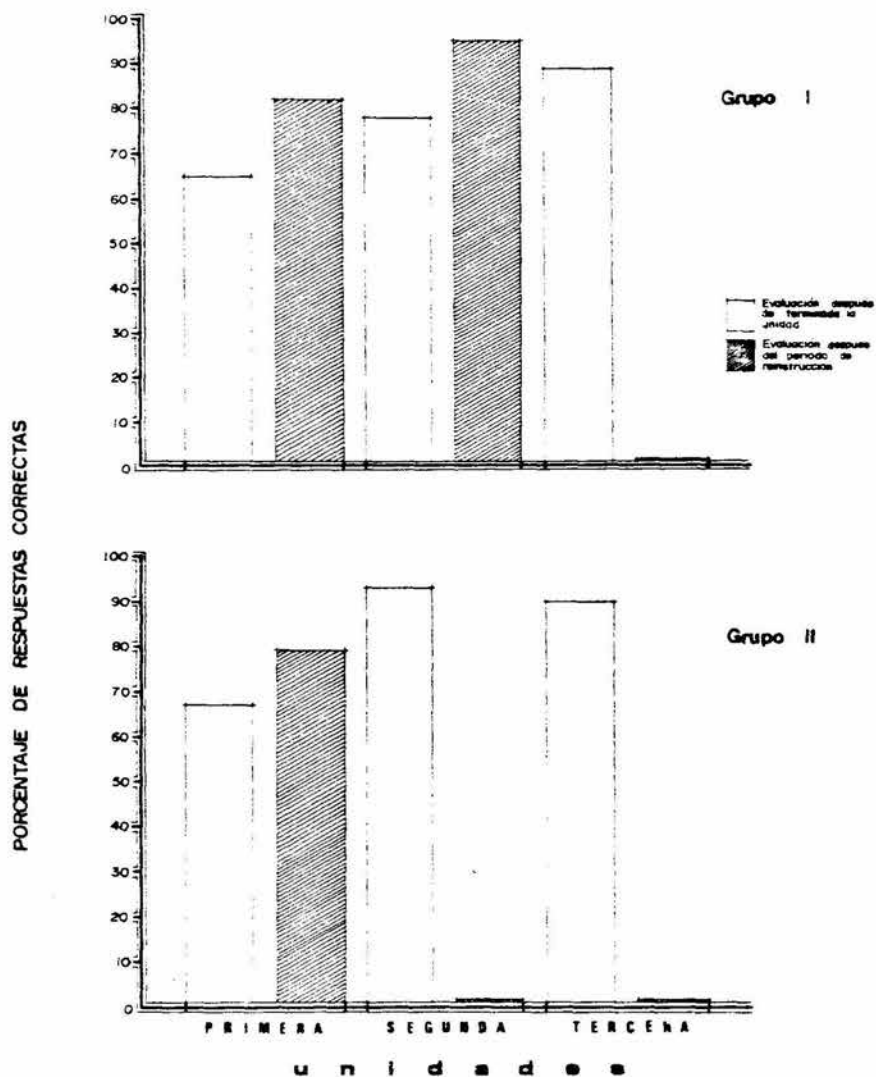 PORCENTAJE DE RESPUESTAS CORRECTAS
100
90
80
70
60
50
40
30
20
10
0
Grupo I
Evaluación después
de terminada la
unidad
Evaluación después
del periodo de
reinstrucción
100
90
80
70
60
50
40
30
20
10
0
Grupo II
PRIMERA SEGUNDA TERCERA
unidades